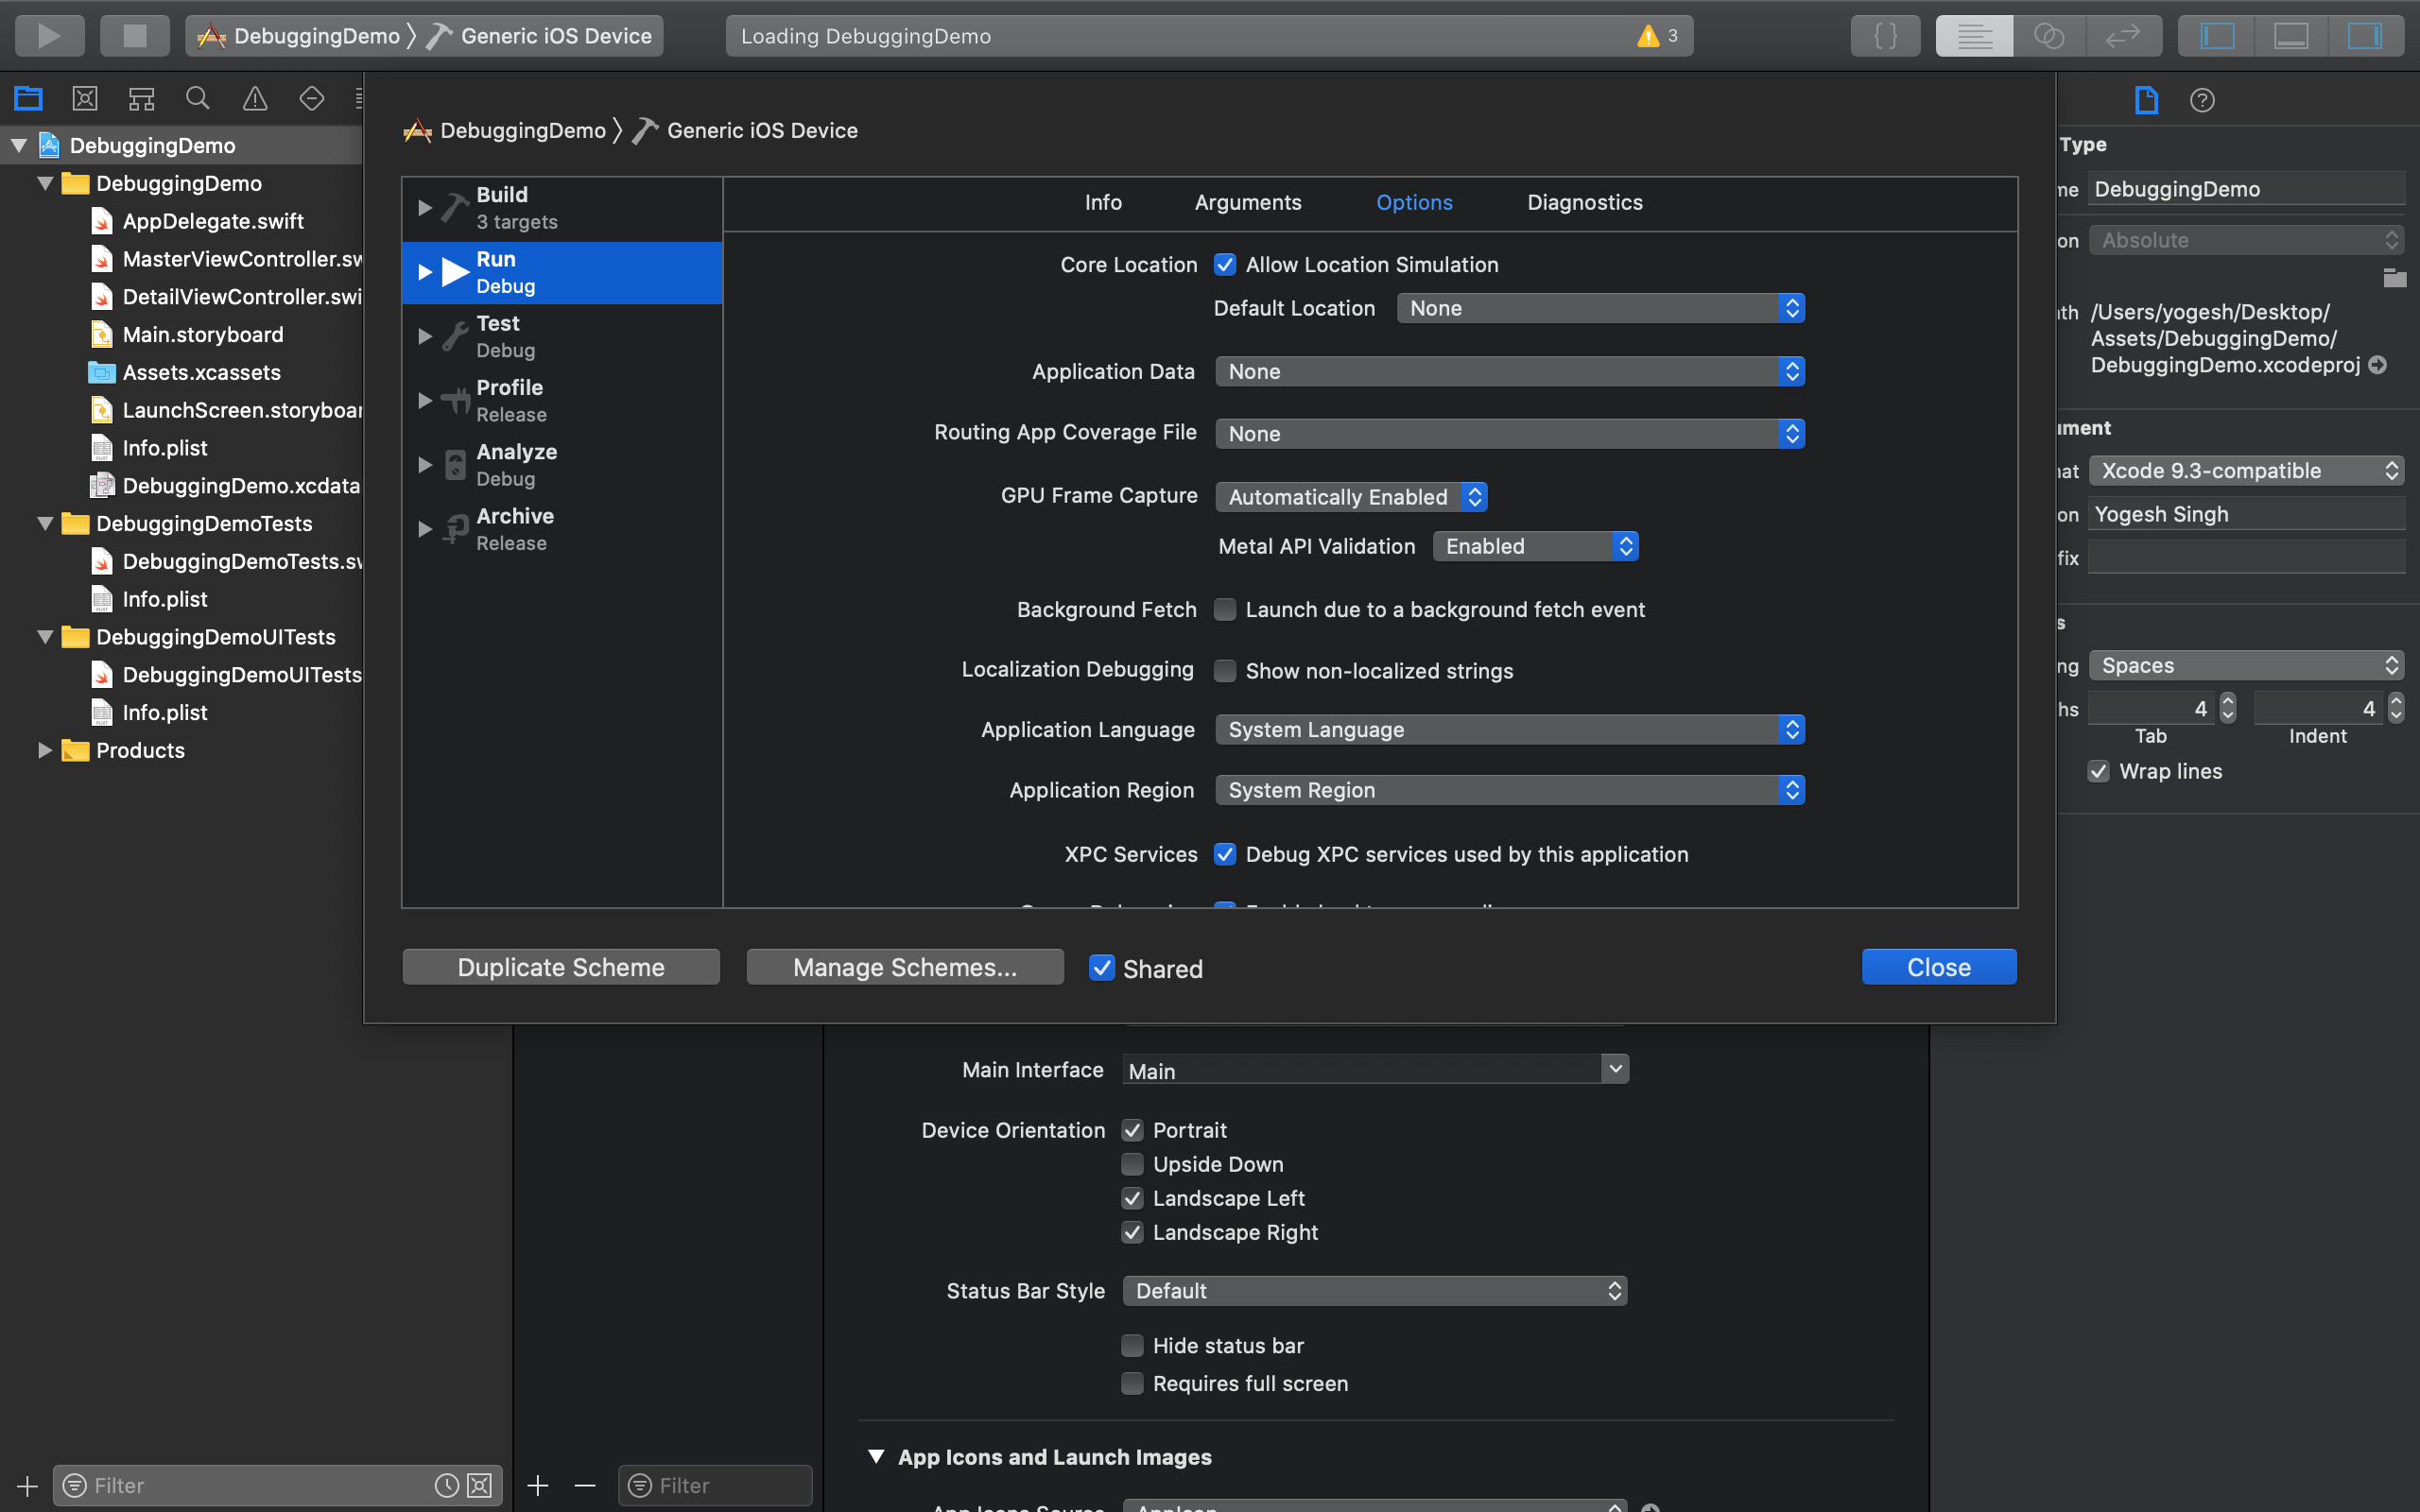 DebuggingDemo
Generic iOS Device
Loading DebuggingDemo
3
DebuggingDemo
DebuggingDemo
AppDelegate.swift
MasterViewController.sw
DetailViewController.swi
Main.storyboard
Assets.xcassets
LaunchScreen.storyboar
Info.plist
DebuggingDemo.xcdata
DebuggingDemoTests
DebuggingDemoTests.sw
Info.plist
DebuggingDemoUITests
DebuggingDemoUITests
Info.plist
Products
Filter
DebuggingDemo
Generic iOS Device
Build
3 targets
Run
Debug
Test
Debug
Profile
Release
Analyze
Debug
Archive
Release
Info Arguments Options Diagnostics
Core Location Allow Location Simulation
Default Location None
Application Data None
Routing App Coverage File None
GPU Frame Capture Automatically Enabled
Metal API Validation Enabled
Background Fetch Launch due to a background fetch event
Localization Debugging Show non-localized strings
Application Language System Language
Application Region System Region
XPC Services Debug XPC services used by this application
Duplicate Scheme Manage Schemes... Shared Close
Filter
Main Interface Main
Device Orientation Portrait
Upside Down
Landscape Left
Landscape Right
Status Bar Style Default
Hide status bar
Requires full screen
App Icons and Launch Images
App Icons Source AppIcon
Type
me DebuggingDemo
on Absolute
th /Users/yogesh/Desktop/
Assets/DebuggingDemo/
DebuggingDemo.xcodeproj
ument
at Xcode 9.3-compatible
on Yogesh Singh
fix
s
ng Spaces
hs 4 4
Tab Indent
Wrap lines